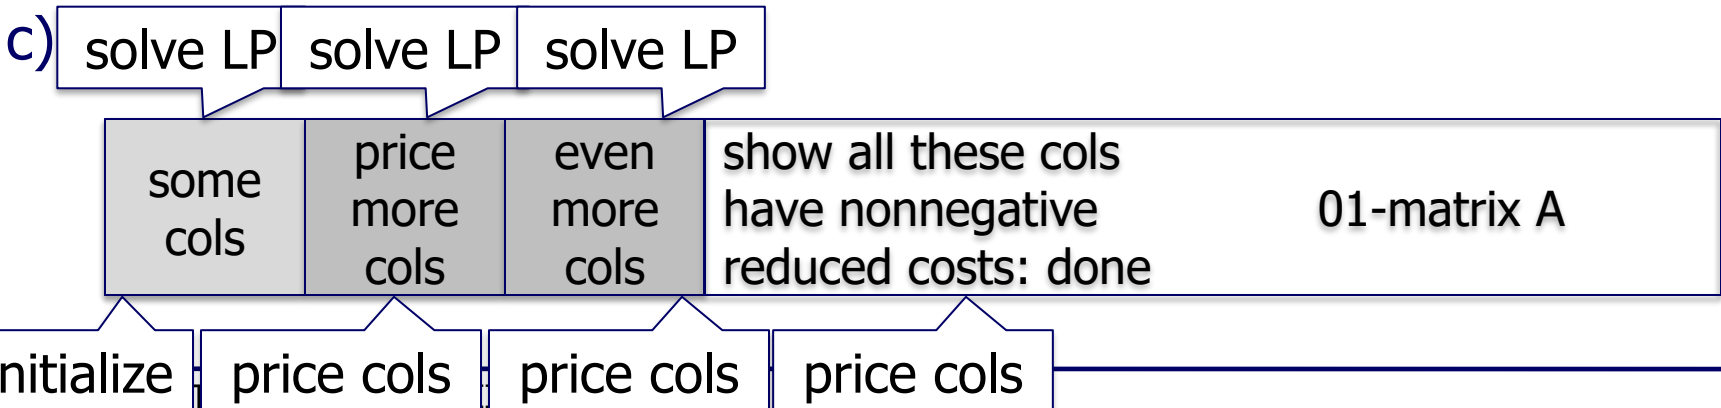 c)
solve LP
solve LP
solve LP
some
cols
price
more
cols
even
more
cols
show all these cols
have nonnegative
reduced costs: done
01-matrix A
nitialize
price cols
price cols
price cols